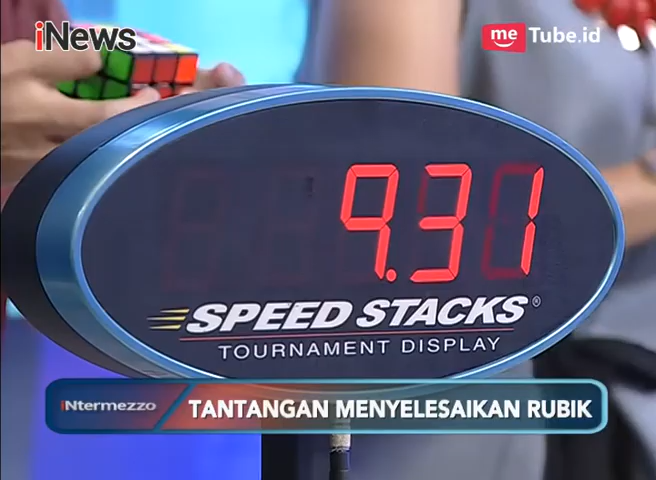 iNews
me Tube.id
9.31
SPEED STACKS®
TOURNAMENT DISPLAY
iNtermezzo TANTANGAN MENYELESAIKAN RUBIK